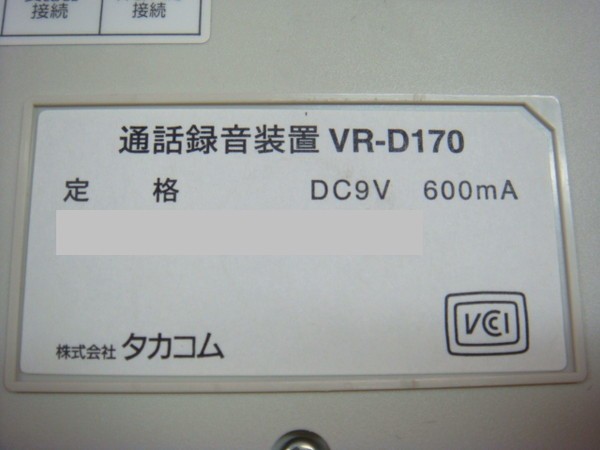 接続 接続
通話録音装置 VR-D170
定 格 DC9V 600mA
株式会社 タカコム
VCCI